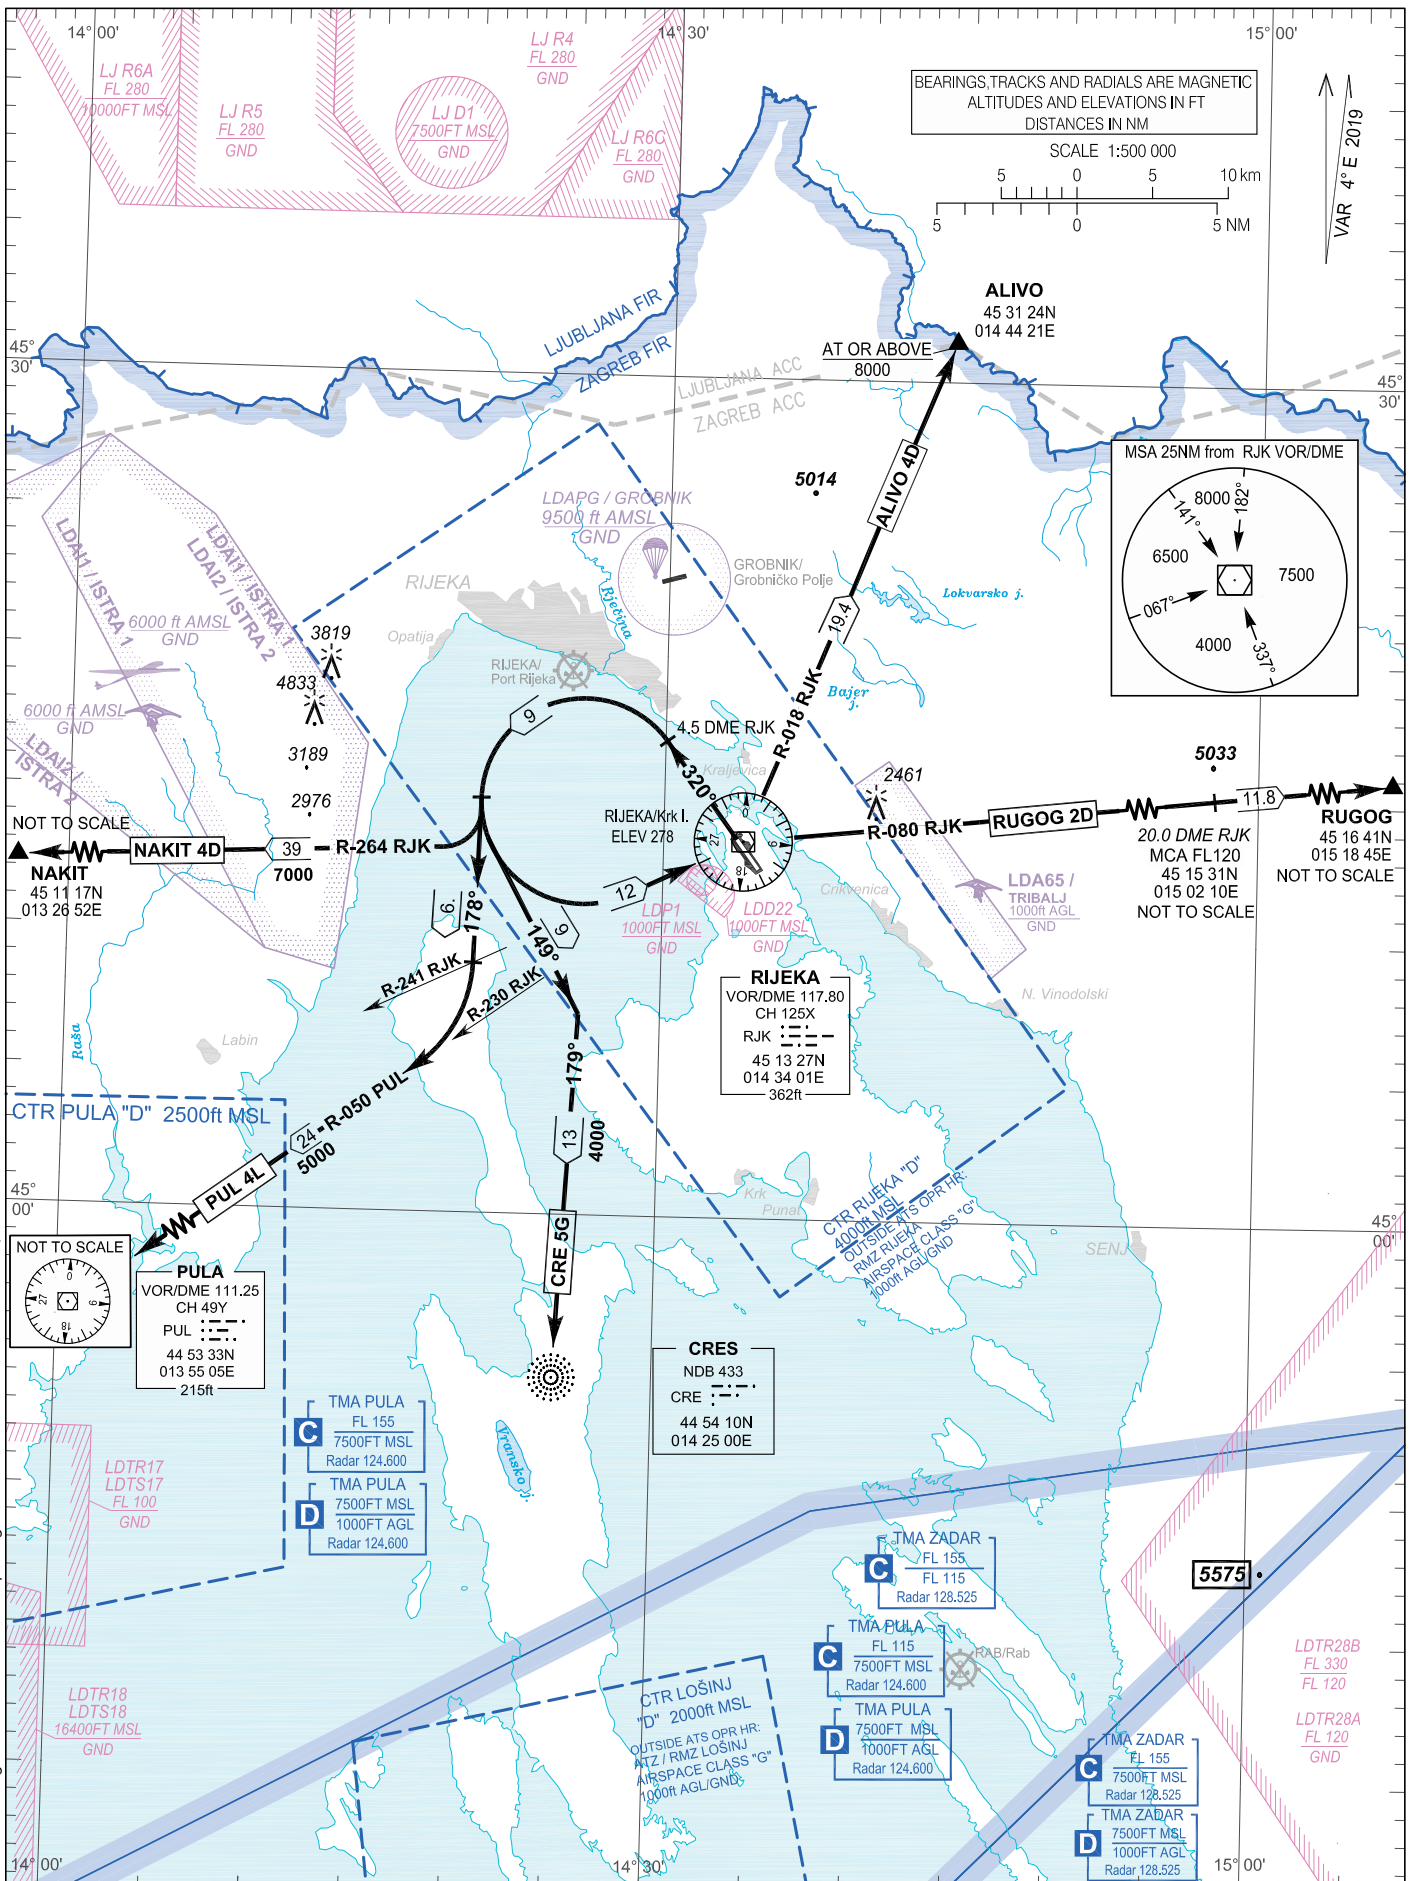 14° 00'
14° 30'
15° 00'
LJ R6A
FL 280
10000FT MSL
LJ R5
FL 280
GND
LJ R4
FL 280
GND
LJ D1
7500FT MSL
GND
LJ R6C
FL 280
GND
BEARINGS,TRACKS AND RADIALS ARE MAGNETIC
ALTITUDES AND ELEVATIONS IN FT
DISTANCES IN NM
SCALE 1:500 000
5 0 5 10 km
5 0 5 NM
VAR 4° E 2019
ALIVO
45 31 24N
014 44 21E
AT OR ABOVE
8000
LJUBLJANA FIR
ZAGREB FIR
LJUBLJANA ACC
ZAGREB ACC
45°
30'
45°
30'
MSA 25NM from RJK VOR/DME
8000
182°
141°
6500
7500
067°
4000
337°
5014
ALIVO 4D
19.4
R-018 RJK
LDAPG / GROBNIK
9500 ft AMSL
GND
GROBNIK/
Grobničko Polje
Lokvarsko j.
Bajer
j.
RIJEKA
Rječina
Opatija
RIJEKA/
Port Rijeka
LDAI1 / ISTRA 1
LDAI1 / ISTRA 1
LDAI2 / ISTRA 2
6000 ft AMSL
GND
6000 ft AMSL
GND
LDAI2 /
ISTRA 2
3819
4833
3189
2976
9
4.5 DME RJK
320°
Kraljevica
RIJEKA/Krk I.
ELEV 278
0
9
18
27
2461
5033
R-080 RJK
RUGOG 2D
11.8
20.0 DME RJK
MCA FL120
45 15 31N
015 02 10E
NOT TO SCALE
RUGOG
45 16 41N
015 18 45E
NOT TO SCALE
NOT TO SCALE
NAKIT
45 11 17N
013 26 52E
NAKIT 4D
39
7000
R-264 RJK
12
6
178°
9
149°
LDP1
1000FT MSL
GND
LDD22
1000FT MSL
GND
Crikvenica
LDA65 /
TRIBALJ
1000ft AGL
GND
N. Vinodolski
R-241 RJK
R-230 RJK
RIJEKA
VOR/DME 117.80
CH 125X
RJK
45 13 27N
014 34 01E
362ft
Raša
Labin
CTR PULA "D" 2500ft MSL
R-050 PUL
24
5000
PUL 4L
179°
13
4000
CRE 5G
45°
00'
45°
00'
Krk
Punat
CTR RIJEKA "D"
4000ft MSL
OUTSIDE ATS OPR HR:
RMZ RIJEKA
AIRSPACE CLASS "G"
1000ft AGL/GND
SENJ
NOT TO SCALE
0
9
18
27
PULA
VOR/DME 111.25
CH 49Y
PUL
44 53 33N
013 55 05E
215ft
CRES
NDB 433
CRE
44 54 10N
014 25 00E
Vransko
j.
C
TMA PULA
FL 155
7500FT MSL
Radar 124.600
D
TMA PULA
7500FT MSL
1000FT AGL
Radar 124.600
LDTR17
LDTS17
FL 100
GND
LDTR18
LDTS18
16400FT MSL
GND
C
TMA ZADAR
FL 155
FL 115
Radar 128.525
C
TMA PULA
FL 115
7500FT MSL
Radar 124.600
D
TMA PULA
7500FT MSL
1000FT AGL
Radar 124.600
RAB/Rab
5575
LDTR28B
FL 330
FL 120
LDTR28A
FL 120
GND
CTR LOŠINJ
"D" 2000ft MSL
OUTSIDE ATS OPR HR:
ATZ / RMZ LOŠINJ
AIRSPACE CLASS "G"
1000ft AGL/GND
C
TMA ZADAR
FL 155
7500FT MSL
Radar 128.525
D
TMA ZADAR
7500FT MSL
1000FT AGL
Radar 128.525
14° 00'
14° 30'
15° 00'